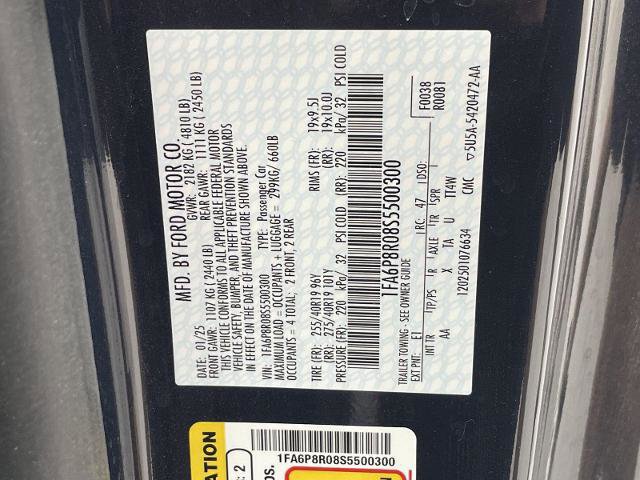 MFD. BY FORD MOTOR CO.
GVWR: 2182 KG ( 4810 LB)
DATE: 01/25
FRONT GAWR: 1107 KG ( 2440 LB) REAR GAWR: 1111 KG ( 2450 LB)
THIS VEHICLE CONFORMS TO ALL APPLICABLE FEDERAL MOTOR
VEHICLE SAFETY, BUMPER, AND THEFT PREVENTION STANDARDS
IN EFFECT ON THE DATE OF MANUFACTURE SHOWN ABOVE.
VIN: 1FA6P8R08S5500300 TYPE: Passenger Car
MAXIMUM LOAD = OCCUPANTS + LUGGAGE = 299KG/ 660LB
OCCUPANTS = 4 TOTAL: 2 FRONT, 2 REAR
TIRE (FR): 255/40R19 96Y RIMS (FR): 19x9.5J
(RR): 275/40R19 101Y (RR): 19x10.0J
PRESSURE (FR): 220 kPa/ 32 PSI COLD (RR): 220 kPa/ 32 PSI COLD
1FA6P8R08S5500300
TRAILER TOWING - SEE OWNER GUIDE
F0038
R0081
EXT PNT: E1 RC: 47 DSO:
INT TR TP/PS R AXLE TR SPR
AA X TA U TT4W
1202501076634 CMC ▽5U5A-5420472-AA
1FA6P8R08S5500300
: 2